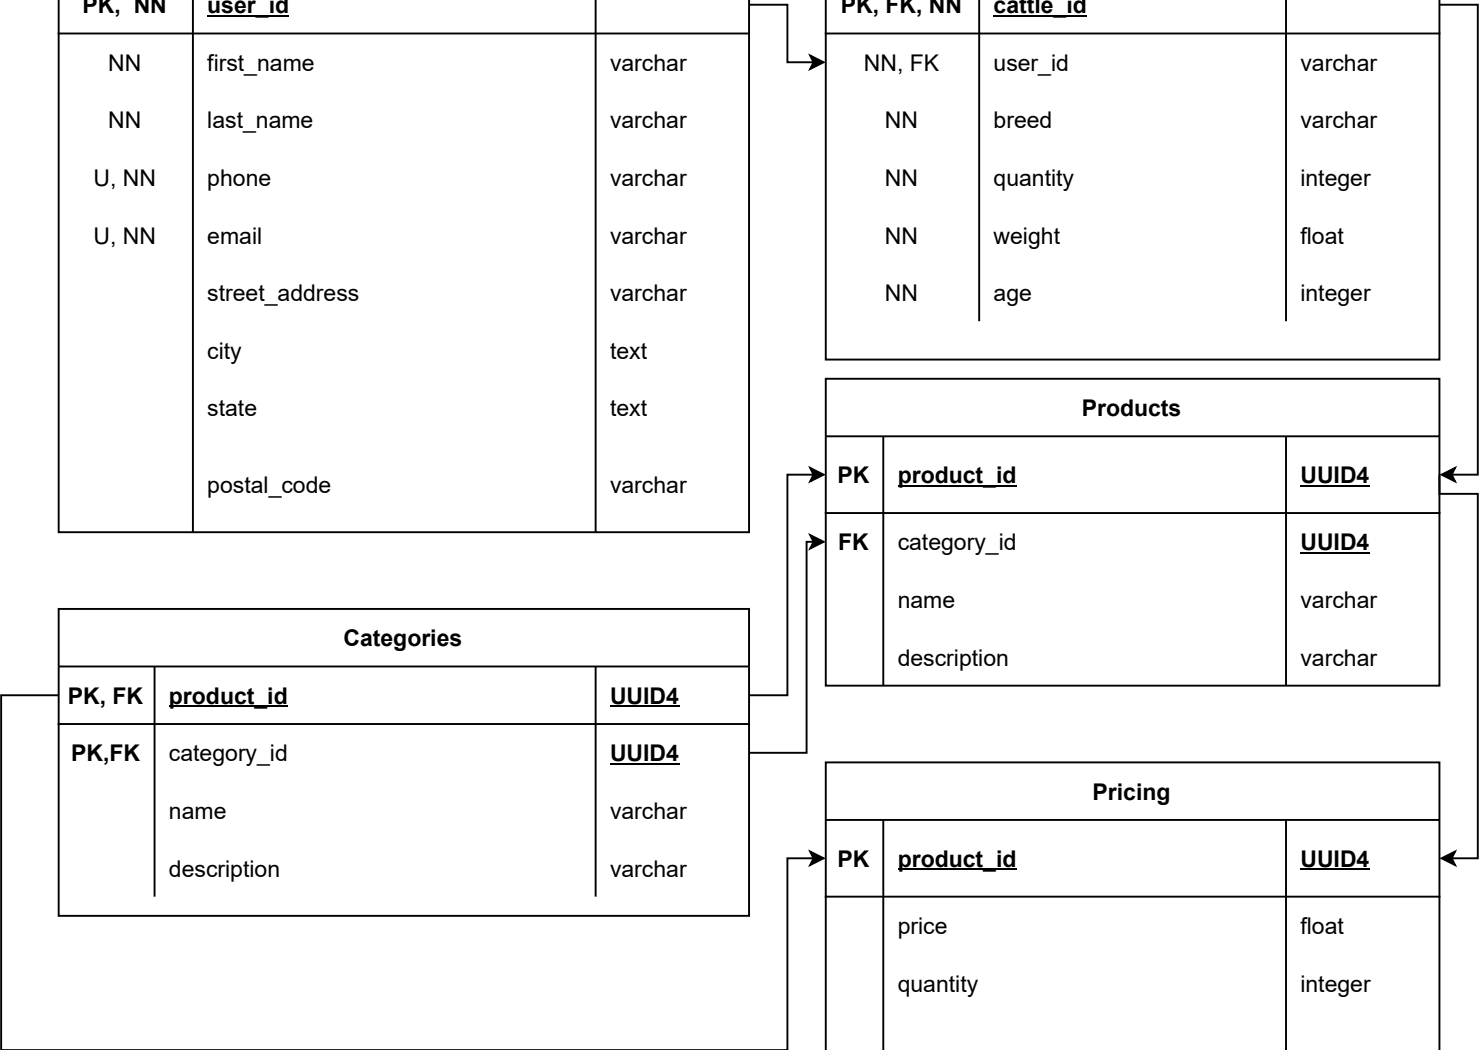 PK, NN user_id
NN first_name varchar
NN last_name varchar
U, NN phone varchar
U, NN email varchar
street_address varchar
city text
state text
postal_code varchar
PK, FK, NN cattle_id
NN, FK user_id varchar
NN breed varchar
NN quantity integer
NN weight float
NN age integer
Products
PK product_id UUID4
FK category_id UUID4
name varchar
description varchar
Categories
PK, FK product_id UUID4
PK,FK category_id UUID4
name varchar
description varchar
Pricing
PK product_id UUID4
price float
quantity integer